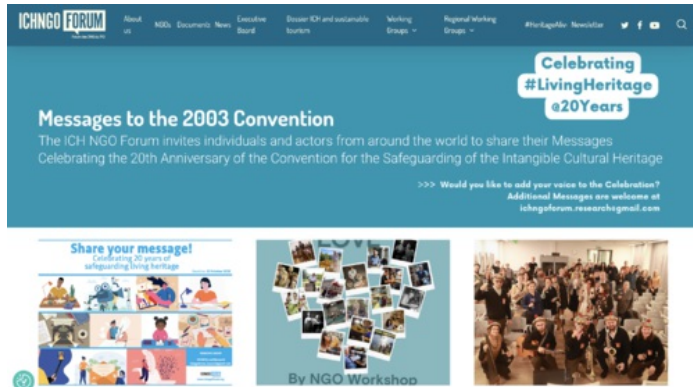 ICHNGO FORUM
About us
NGOs
Documents
News
Executive Board
Dossier ICH and sustainable tourism
Working Groups
Regional Working Groups
#HeritageAlive Newsletter
Celebrating
#LivingHeritage
@20Years
Messages to the 2003 Convention
The ICH NGO Forum invites individuals and actors from around the world to share their Messages
Celebrating the 20th Anniversary of the Convention for the Safeguarding of the Intangible Cultural Heritage
>>> Would you like to add your voice to the Celebration?
Additional Messages are welcome at
ichngoforum.research@gmail.com
Share your message!
Celebrating 20 years of
safeguarding living heritage
LOVE
By NGO Workshop